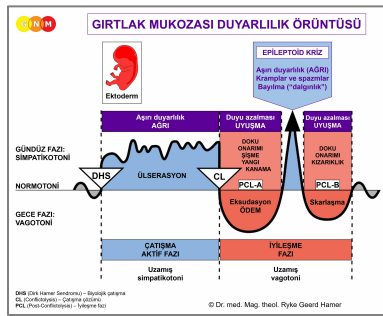 GNM
GIRTLAK MUKOZASI DUYARLILIK ÖRÜNTÜSÜ
EPİLEPTOİD KRİZ
Aşırı duyarlılık (AĞRI)
Kramplar ve spazmlar
Bayılma ("dalgınlık")
Ektoderm
Aşırı duyarlılık
AĞRI
Duyu azalması
UYUŞMA
Duyu azalması
UYUŞMA
GÜNDÜZ FAZI:
SİMPATİKOTONİ
DOKU
ONARIMI
ŞİŞME
YANGI
KANAMA
DOKU
ONARIMI
KIZARIKLIK
DHS
ÜLSERASYON
CL
NORMOTONİ
PCL-A
PCL-B
GECE FAZI:
VAGOTONİ
Eksudasyon
ÖDEM
Skarlaşma
ÇATIŞMA
AKTİF FAZI
İYİLEŞME
FAZI
Uzamış
simpatikotoni
Uzamış
vagotoni
DHS (Dirk Hamer Sendromu) – Biyolojik çatışma
CL (Conflictolysis) – Çatışma çözümü
PCL (Post-Conflictolysis) – İyileşme fazı
© Dr. med. Mag. theol. Ryke Geerd Hamer